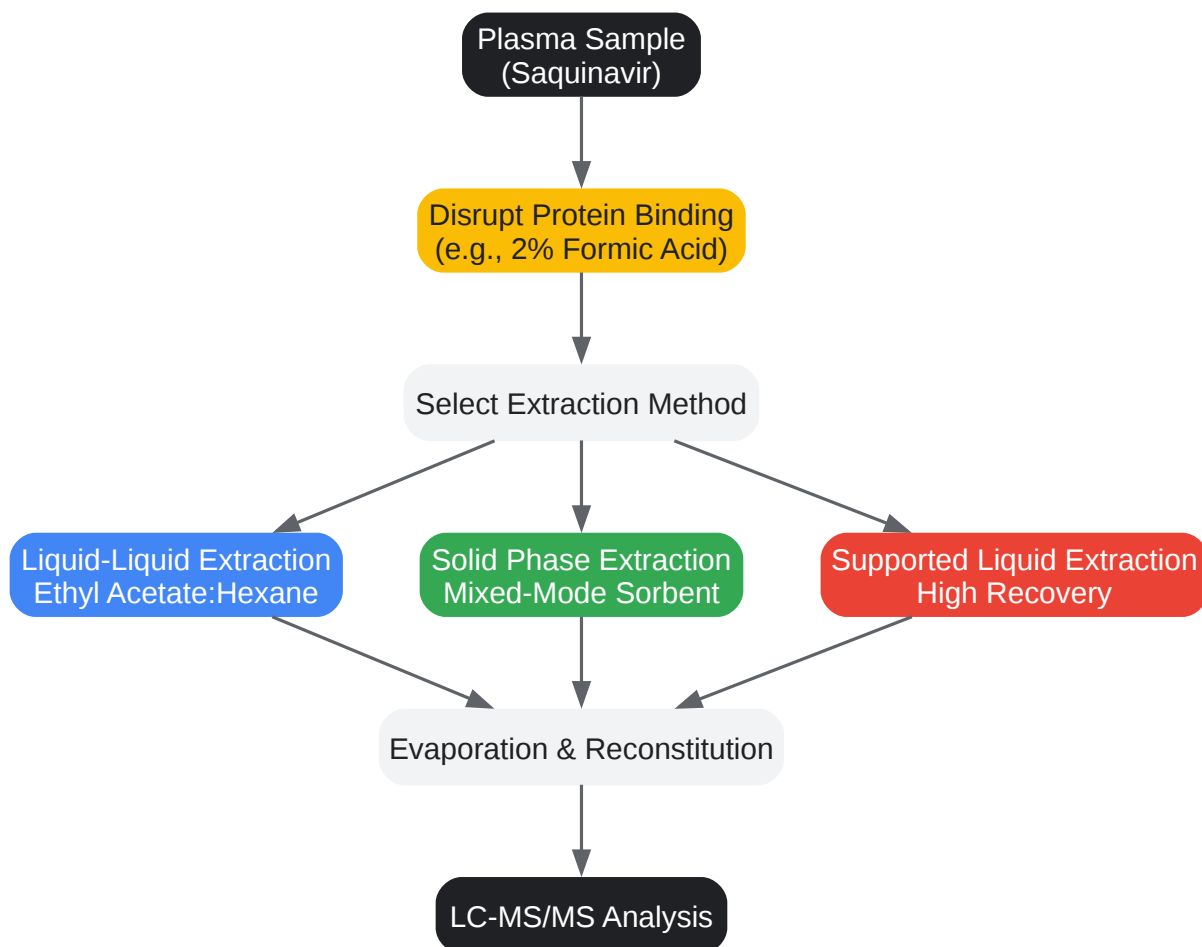 Plasma Sample
(Saquinavir)
Disrupt Protein Binding
(e.g., 2% Formic Acid)
Select Extraction Method
Liquid-Liquid Extraction
Ethyl Acetate:Hexane
Solid Phase Extraction
Mixed-Mode Sorbent
Supported Liquid Extraction
High Recovery
Evaporation & Reconstitution
LC-MS/MS Analysis